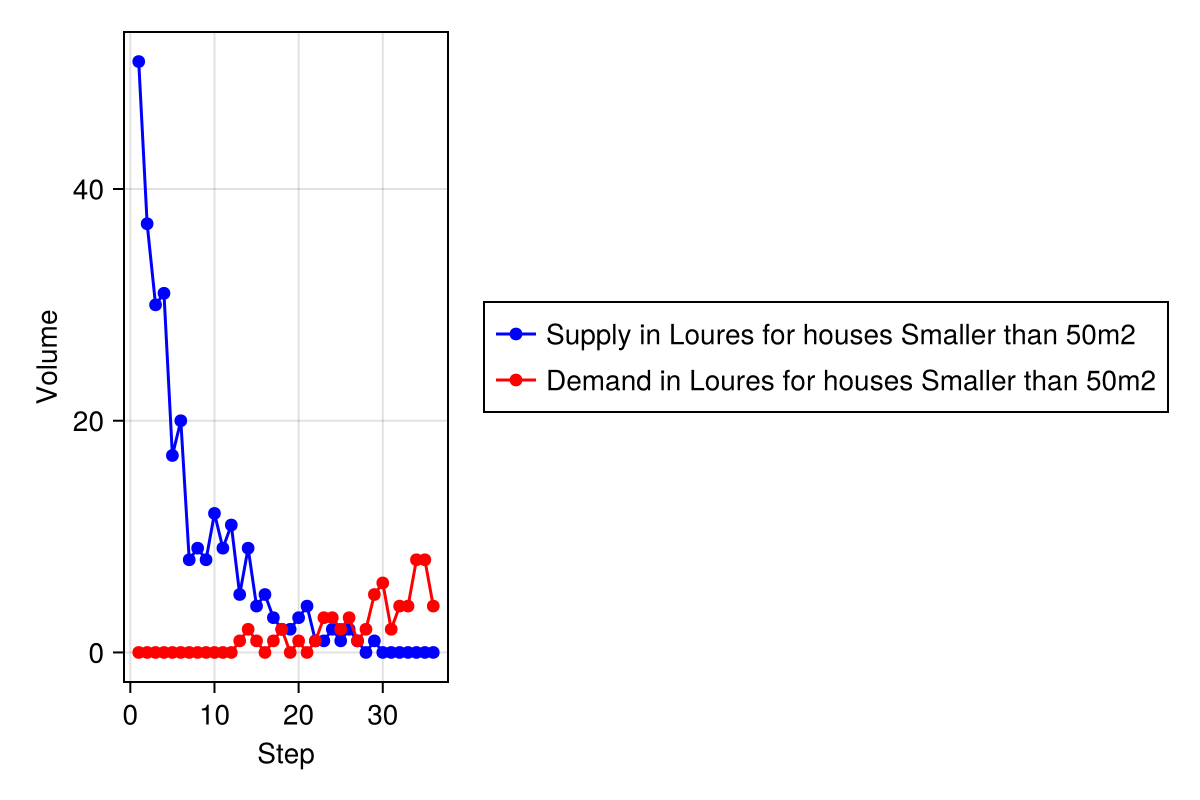 Volume
40
20
0
0 10 20 30
Step
Supply in Loures for houses Smaller than 50m2
Demand in Loures for houses Smaller than 50m2